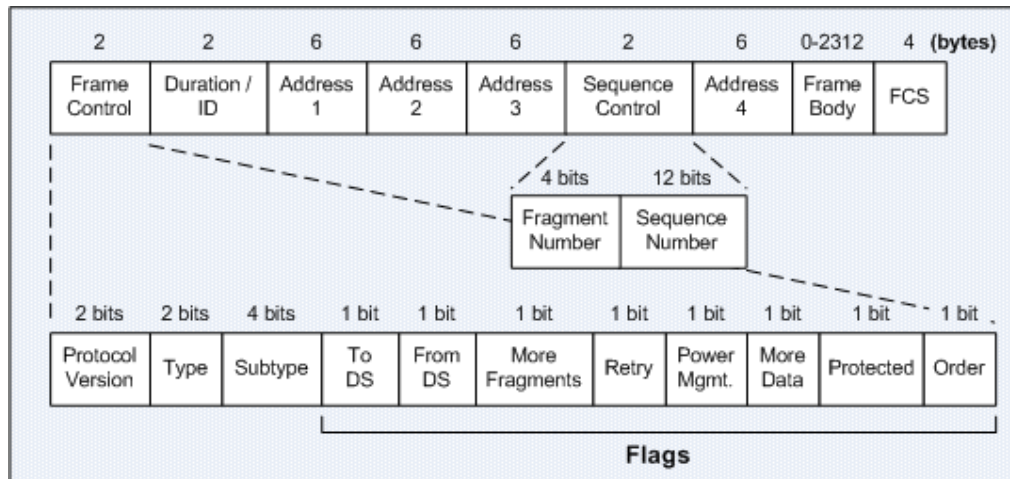 2 2 6 6 6 2 6 0-2312 4 (bytes)
Frame Control
Duration / ID
Address 1
Address 2
Address 3
Sequence Control
Address 4
Frame Body
FCS
4 bits 12 bits
Fragment Number
Sequence Number
2 bits 2 bits 4 bits 1 bit 1 bit 1 bit 1 bit 1 bit 1 bit 1 bit 1 bit
Protocol Version
Type
Subtype
To DS
From DS
More Fragments
Retry
Power Mgmt.
More Data
Protected
Order
Flags